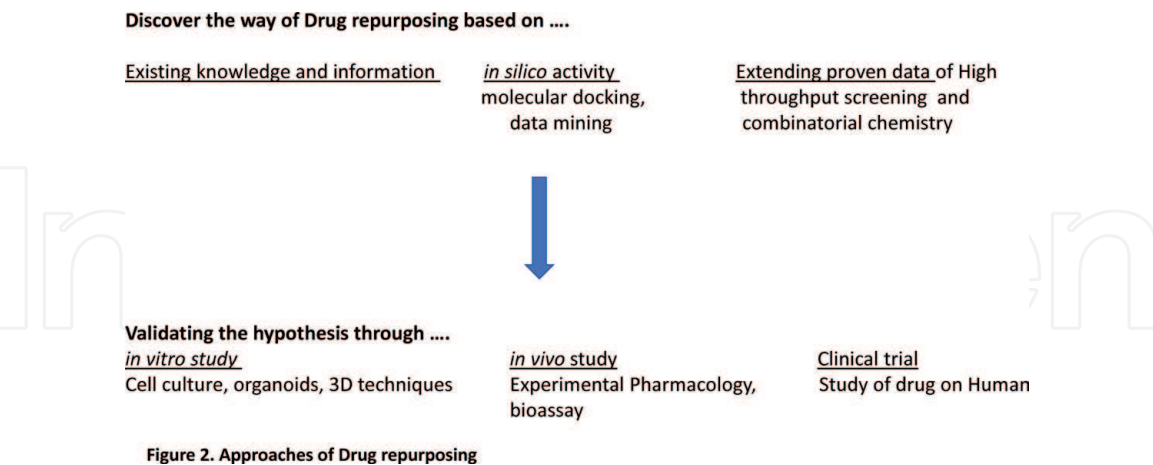 Discover the way of Drug repurposing based on ....
Existing knowledge and information
in silico activity
molecular docking,
data mining
Extending proven data of High
throughput screening and
combinatorial chemistry
Validating the hypothesis through ....
in vitro study
Cell culture, organoids, 3D techniques
in vivo study
Experimental Pharmacology,
bioassay
Clinical trial
Study of drug on Human
Figure 2. Approaches of Drug repurposing